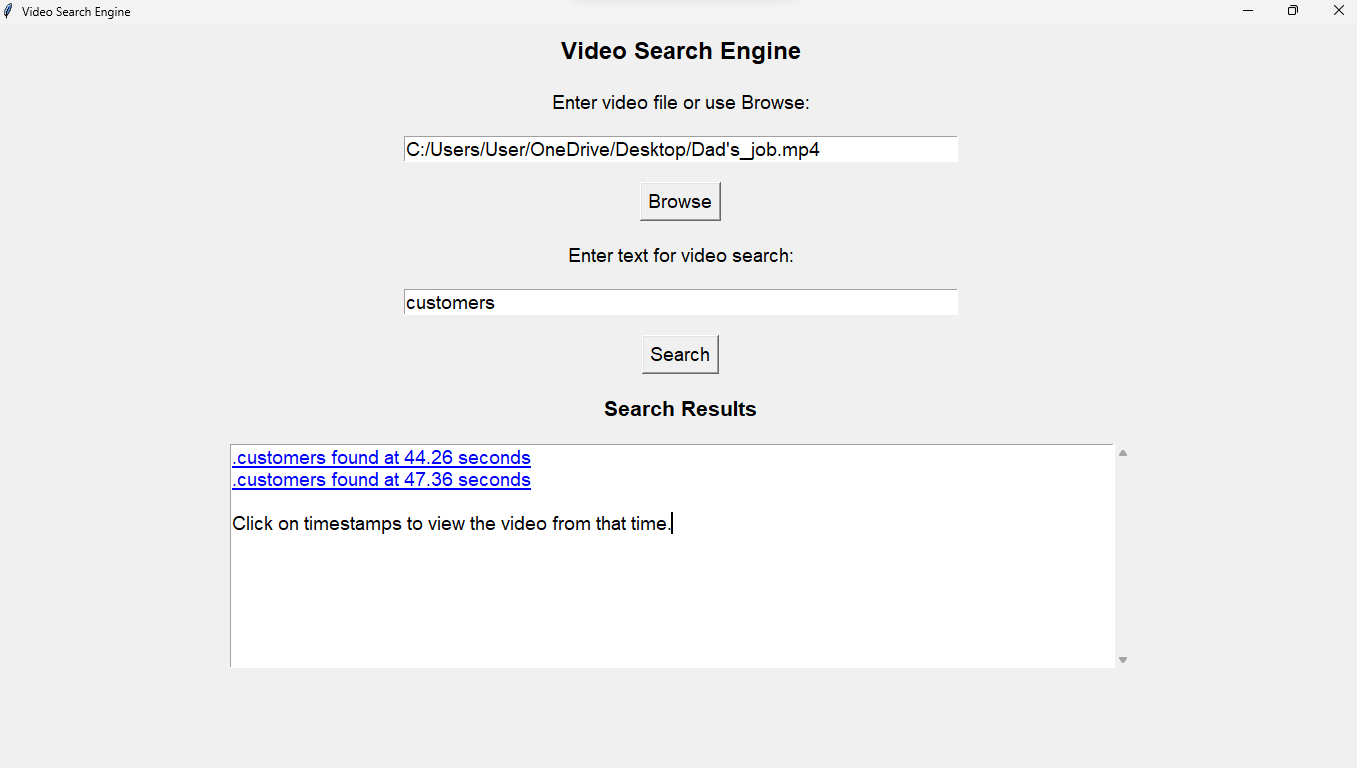 Video Search Engine
Video Search Engine
Enter video file or use Browse:
C:/Users/User/OneDrive/Desktop/Dad's_job.mp4
Browse
Enter text for video search:
customers
Search
Search Results
.customers found at 44.26 seconds
.customers found at 47.36 seconds
Click on timestamps to view the video from that time.